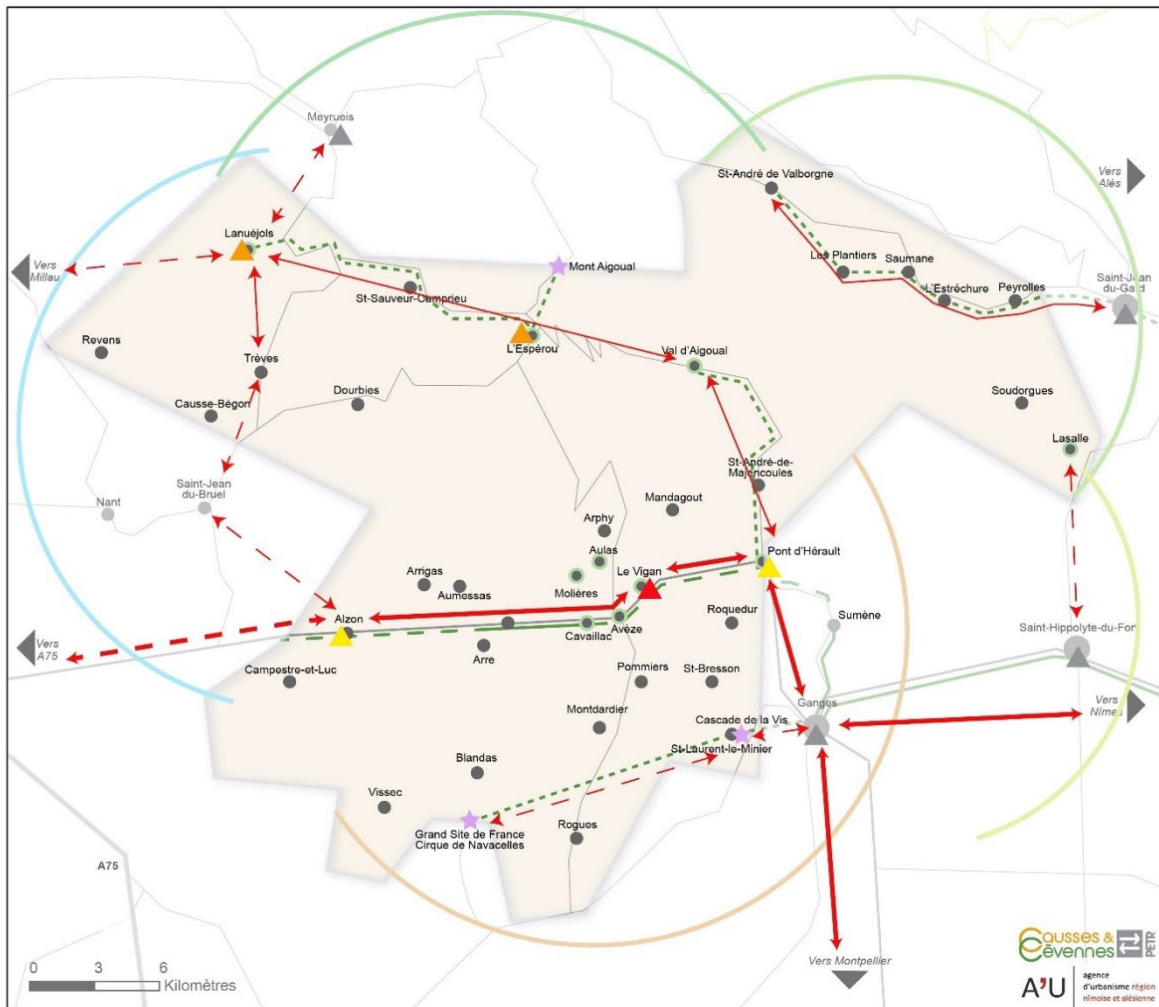 Meyrueis
Vers
Alès
St-André de Valborgne
Lanuéjols
Vers
Millau
Mont Aigoual
Les Plantiers
Saumane
St-Sauveur-Camprieu
L'Estréchure
Peyrolles
Saint-Jean
du-Gard
Revens
L'Espérou
Val d'Aigoual
Trèves
Dourbies
Causse-Bégon
Soudorgues
Lasalle
St-André-de-
Majencoules
Saint-Jean
du-Bruel
Nant
Mandagout
Arphy
Aulas
Pont d'Hérault
Arrigas
Aumessas
Molières
Le Vigan
Alzon
Roquedur
Sumène
Saint-Hippolyte-du-Fort
Vers
A75
Cavaillac
Avèze
Arre
Campestre-et-Luc
Pommiers
St-Bresson
Ganges
Vers
Nîmes
Montdardier
Cascade de la Vis
St-Laurent-le-Minier
Blandas
Vissec
Grand Site de France
Cirque de Navacelles
Rogues
A75
Vers Montpellier
0 3 6
Kilomètres
Causses &
Cévennes
PETR
A'U
agence
d'urbanisme région
nîmoise et alésienne